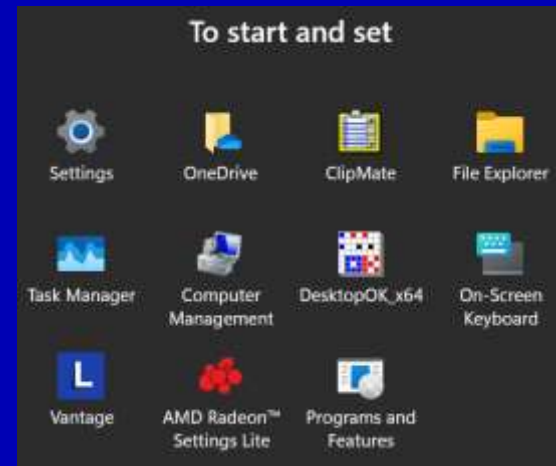 To start and set
Settings
OneDrive
ClipMate
File Explorer
Task Manager
Computer
Management
DesktopOK_x64
On-Screen
Keyboard
L
Vantage
AMD Radeon™
Settings Lite
Programs and
Features